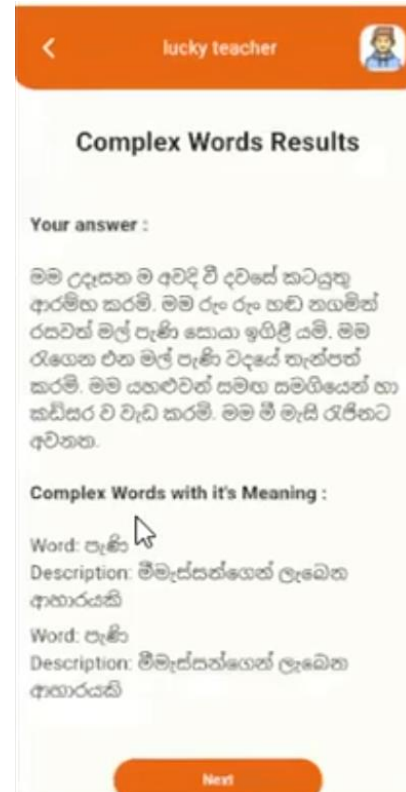 lucky teacher
Complex Words Results
Your answer :
මම උදෑසන ම අවදි වී දවසේ කටයුතු
ආරම්භ කරමි. මම රුං රුං හඬ නගමින්
රසවත් මල් පැණි සොයා ඉගිළී යමි. මම
රැගෙන එන මල් පැණි වදයේ තැන්පත්
කරමි. මම යහළුවන් සමඟ සමගියෙන් හා
කඩිසර ව වැඩ කරමි. මම මී මැසි රැජිනට
අවනත.
Complex Words with it's Meaning :
Word: පැණි
Description: මීමැස්සන්ගෙන් ලැබෙන
ආහාරයකි
Word: පැණි
Description: මීමැස්සන්ගෙන් ලැබෙන
ආහාරයකි
Next